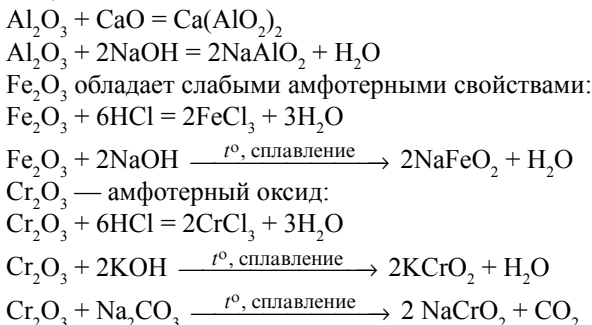 Al₂O₃ + CaO = Ca(AlO₂)₂
Al₂O₃ + 2NaOH = 2NaAlO₂ + H₂O
Fe₂O₃ обладает слабыми амфотерными свойствами:
Fe₂O₃ + 6HCl = 2FeCl₃ + 3H₂O
Fe₂O₃ + 2NaOH t°, сплавление → 2NaFeO₂ + H₂O
Cr₂O₃ — амфотерный оксид:
Cr₂O₃ + 6HCl = 2CrCl₃ + 3H₂O
Cr₂O₃ + 2KOH t°, сплавление → 2KCrO₂ + H₂O
Cr₂O₃ + Na₂CO₃ t°, сплавление → 2 NaCrO₂ + CO₂